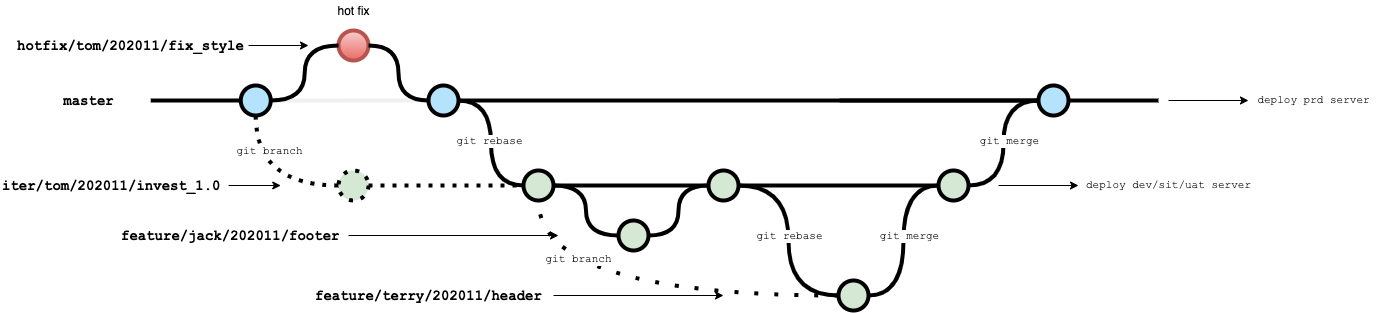 hot fix
hotfix/tom/202011/fix_style
master
deploy prd server
git rebase
git merge
git branch
iter/tom/202011/invest_1.0
deploy dev/sit/uat server
feature/jack/202011/footer
git rebase
git merge
git branch
feature/terry/202011/header